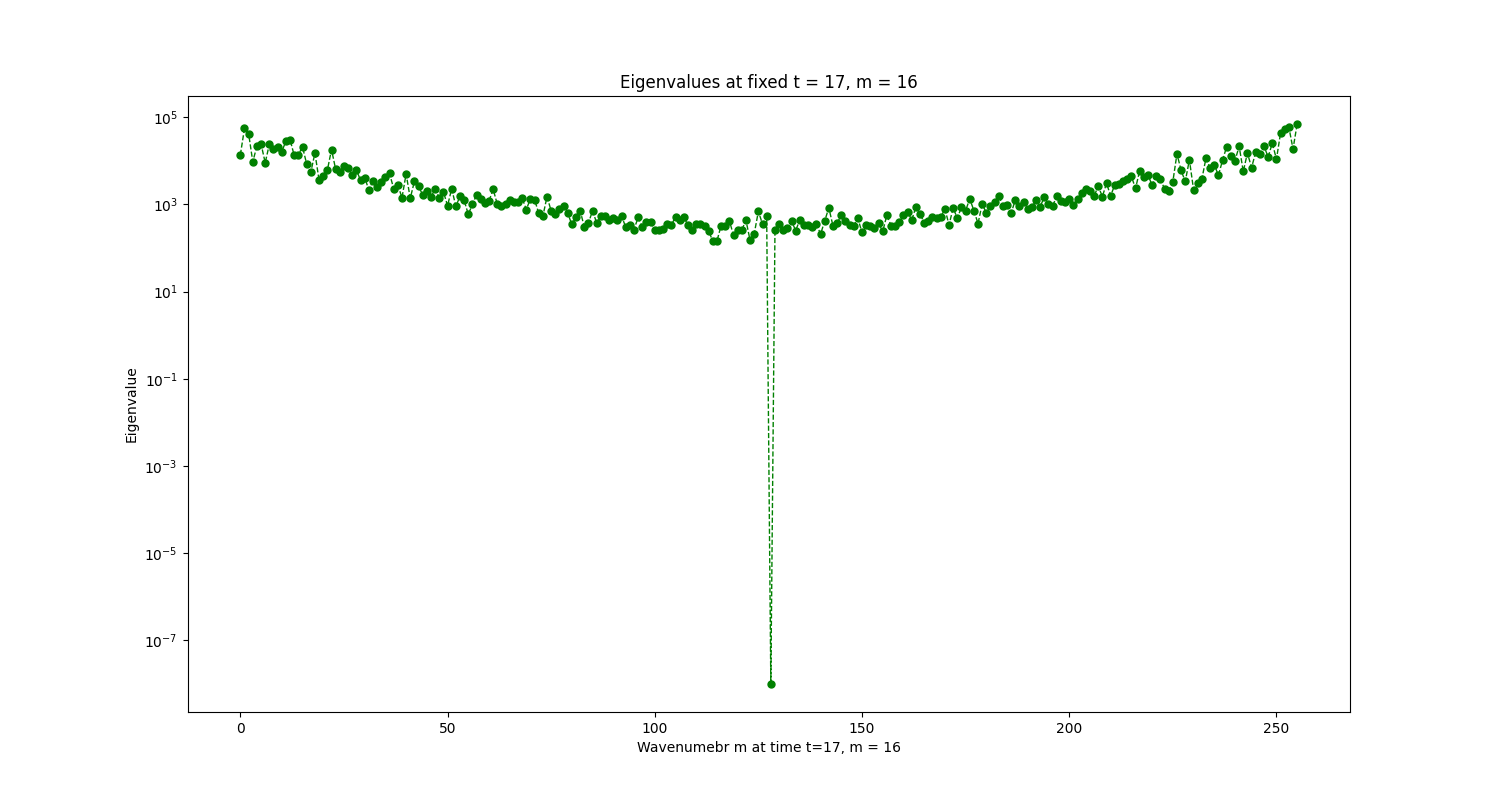 Eigenvalues at fixed t = 17, m = 16
10^5
10^3
10^1
10^-1
10^-3
10^-5
10^-7
Eigenvalue
0 50 100 150 200 250
Wavenumebr m at time t=17, m = 16